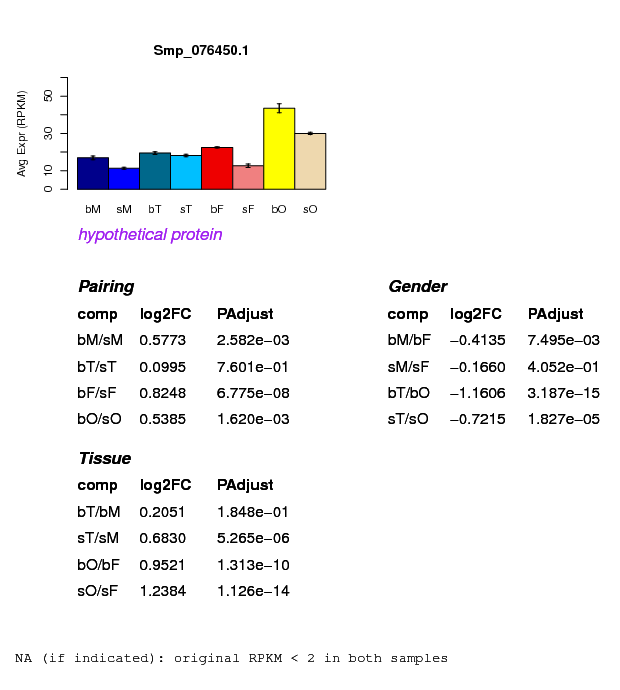 Smp_076450.1
Avg Expr (RPKM)
0 10 30 50
bM sM bT sT bF sF bO sO
hypothetical protein
Pairing
comp log2FC PAdjust
bM/sM 0.5773 2.582e−03
bT/sT 0.0995 7.601e−01
bF/sF 0.8248 6.775e−08
bO/sO 0.5385 1.620e−03
Gender
comp log2FC PAdjust
bM/bF −0.4135 7.495e−03
sM/sF −0.1660 4.052e−01
bT/bO −1.1606 3.187e−15
sT/sO −0.7215 1.827e−05
Tissue
comp log2FC PAdjust
bT/bM 0.2051 1.848e−01
sT/sM 0.6830 5.265e−06
bO/bF 0.9521 1.313e−10
sO/sF 1.2384 1.126e−14
NA (if indicated): original RPKM < 2 in both samples